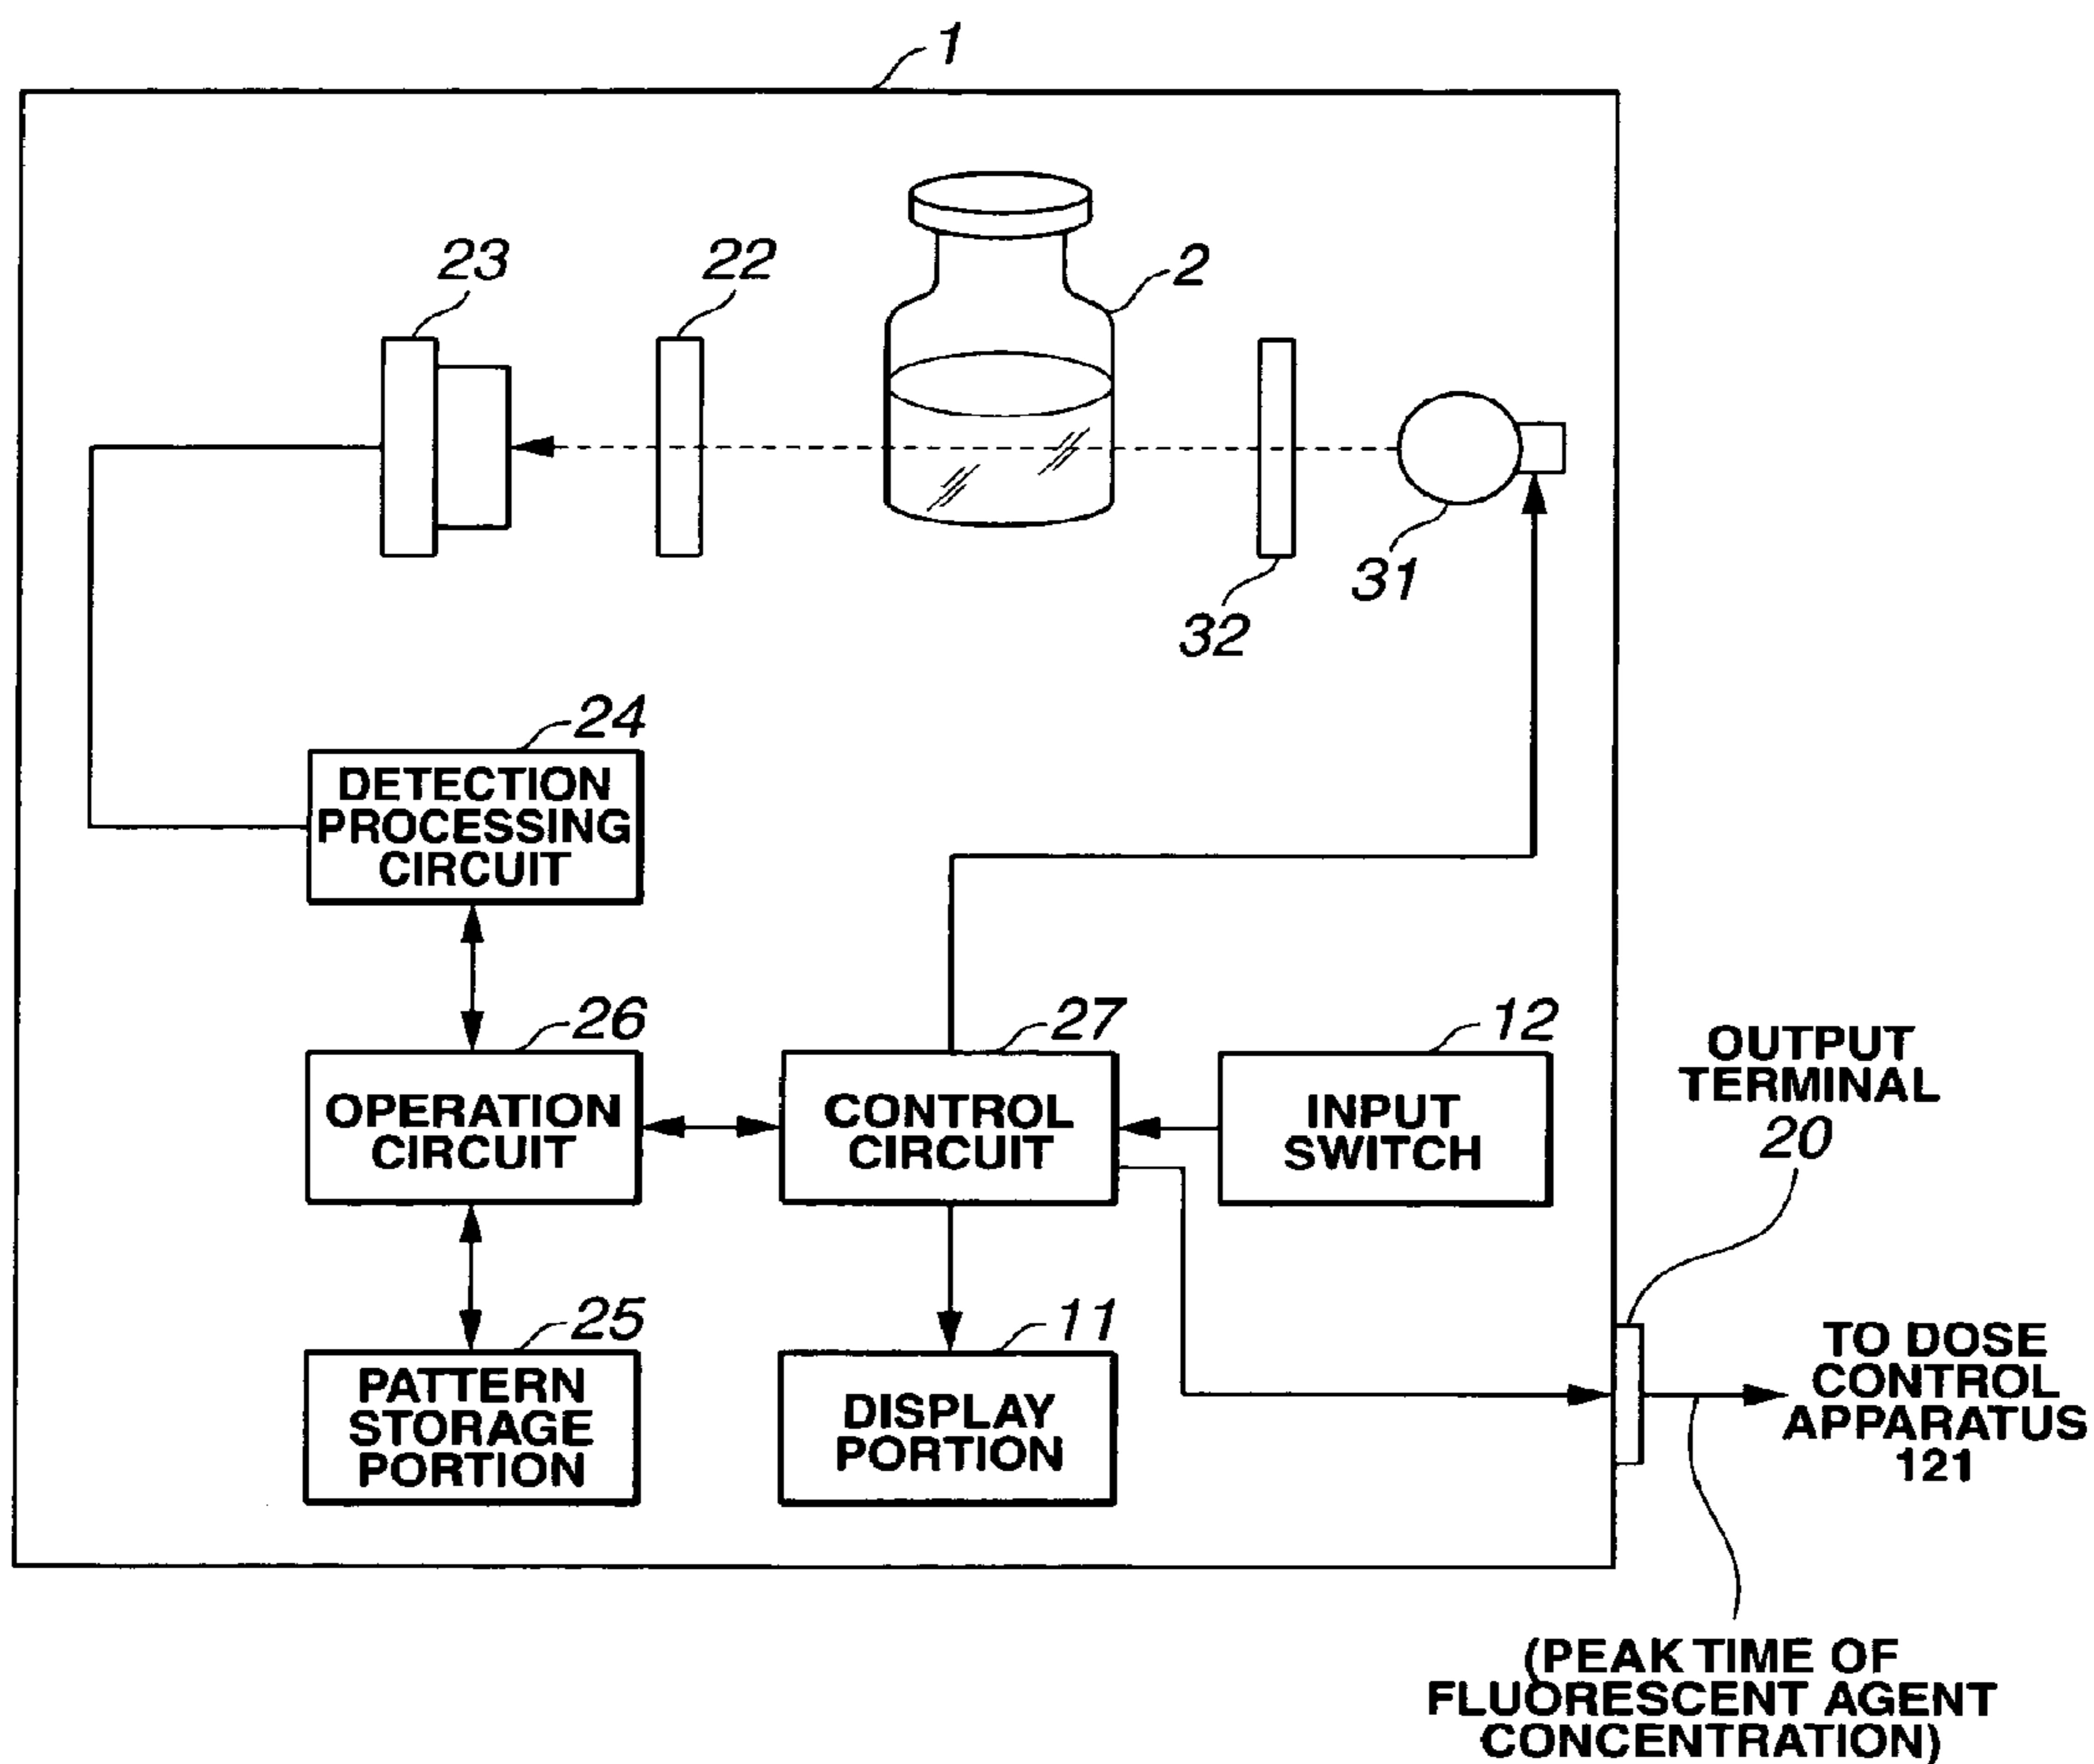 1
23
22
2
31
32
24
DETECTION
PROCESSING
CIRCUIT
26
OPERATION
CIRCUIT
27
CONTROL
CIRCUIT
12
INPUT
SWITCH
OUTPUT
TERMINAL
20
25
PATTERN
STORAGE
PORTION
11
DISPLAY
PORTION
TO DOSE
CONTROL
APPARATUS
121
(PEAK TIME OF
FLUORESCENT AGENT
CONCENTRATION)